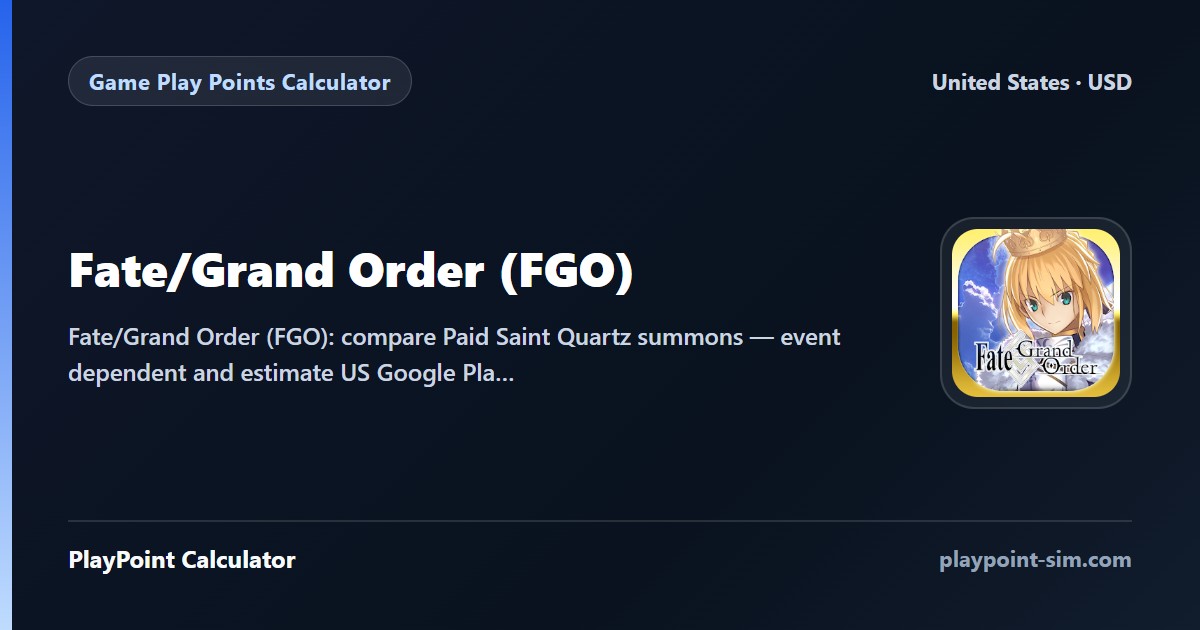 Game Play Points Calculator
United States · USD
Fate/Grand Order (FGO)
Fate/Grand Order (FGO): compare Paid Saint Quartz summons — event
dependent and estimate US Google Pla...
Fate Grand
Order
PlayPoint Calculator
playpoint-sim.com